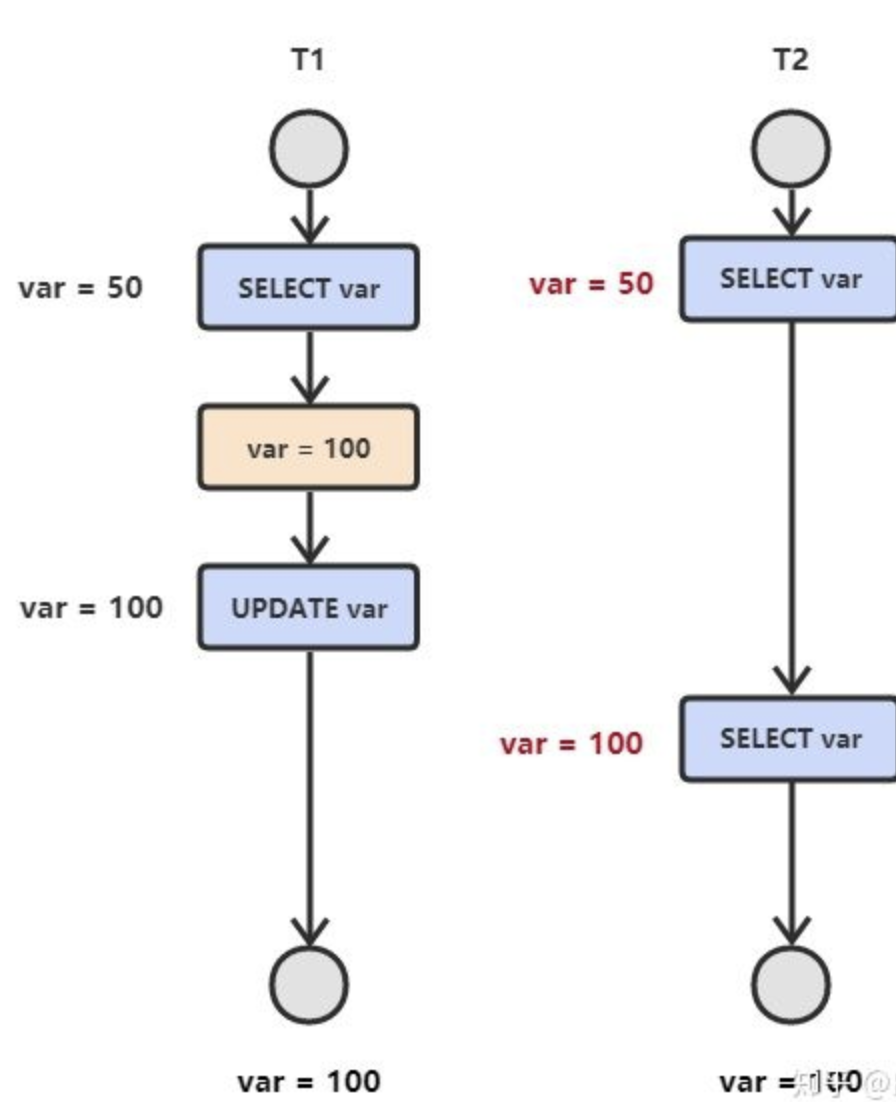 T1 T2
var = 50 SELECT var var = 50 SELECT var
var = 100
var = 100 UPDATE var
var = 100 SELECT var
var = 100 var = 100
知乎 @